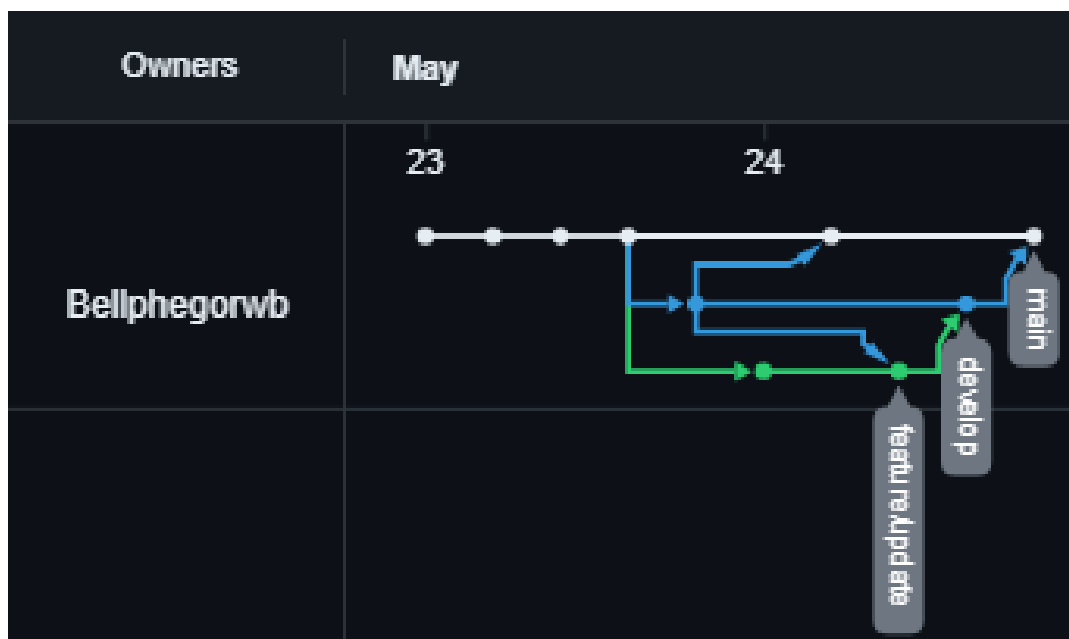 Owners
May
23
24
Bellphegorwb
main
develop
feature/update